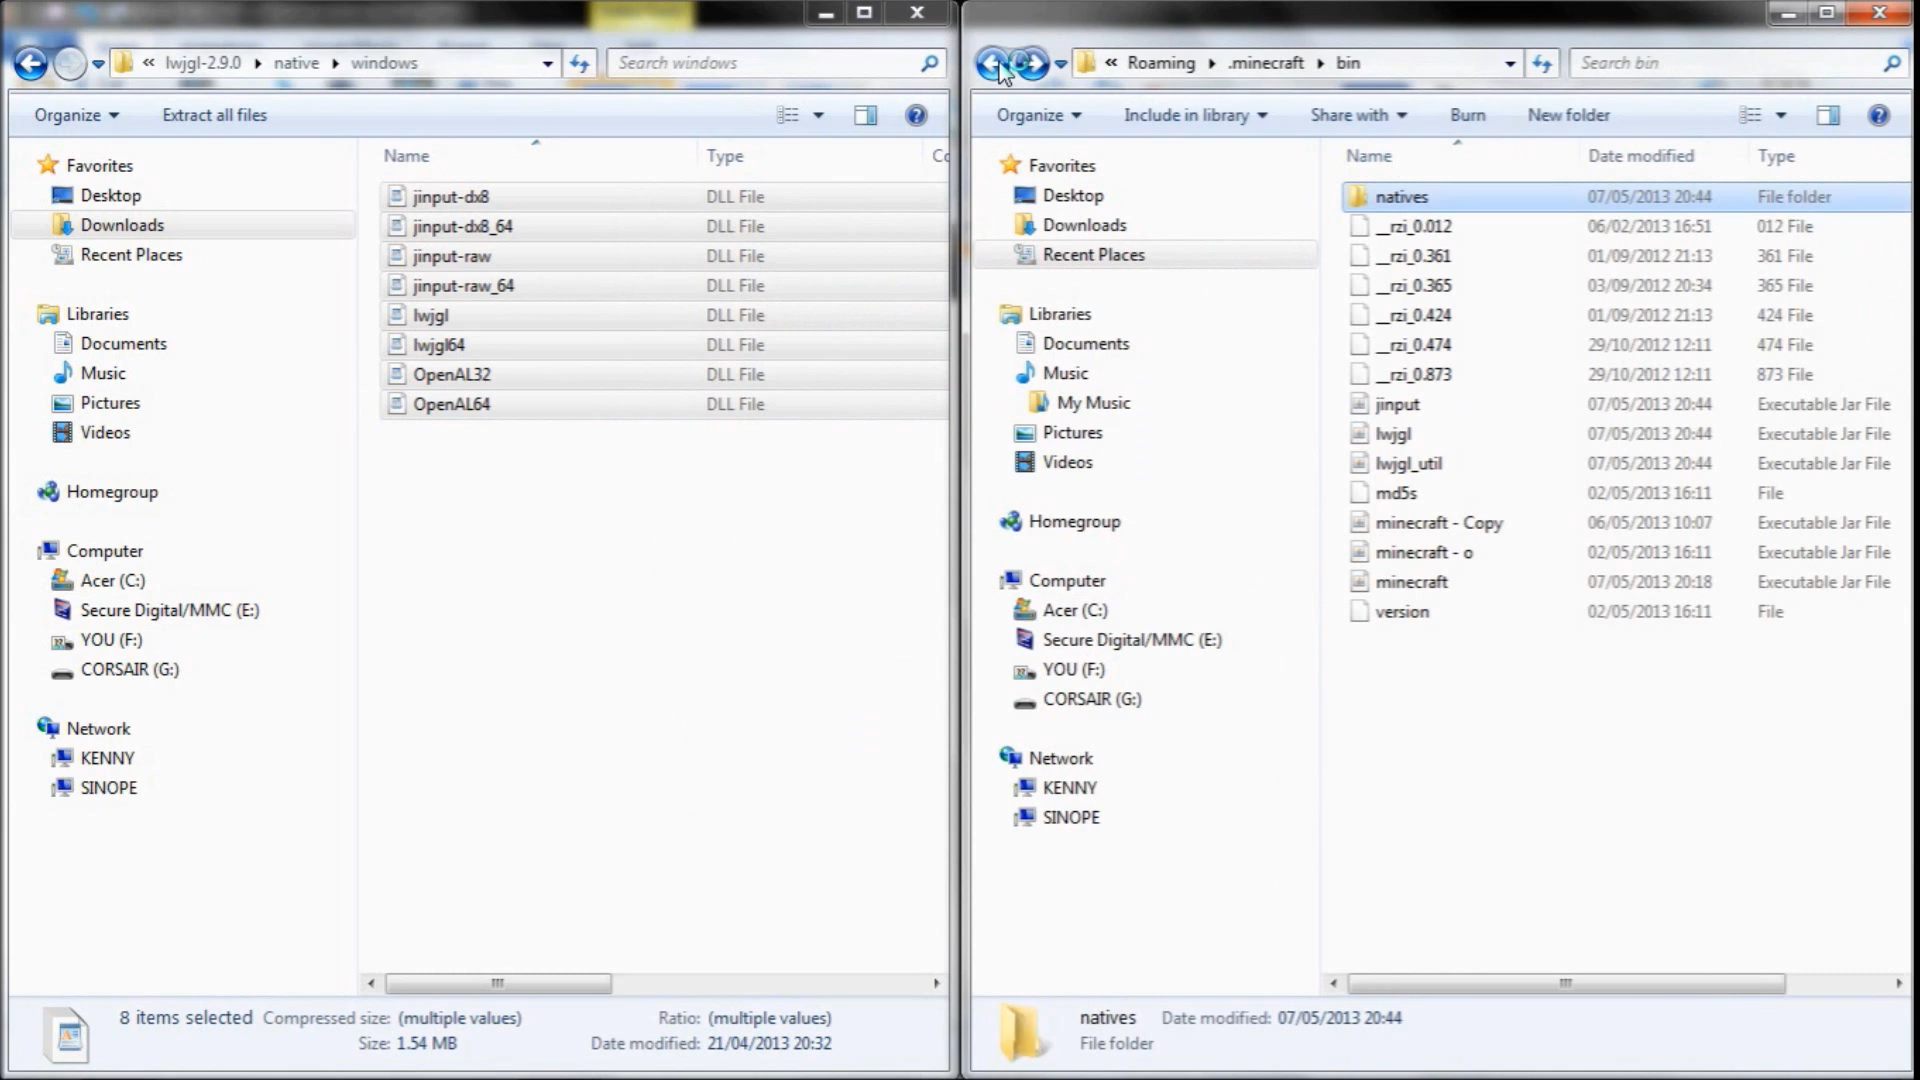 « lwjgl-2.9.0 ▸ native ▸ windows
Search windows
Organize
Extract all files
Favorites
Desktop
Downloads
Recent Places
Libraries
Documents
Music
Pictures
Videos
Homegroup
Computer
Acer (C:)
Secure Digital/MMC (E:)
YOU (F:)
CORSAIR (G:)
Network
KENNY
SINOPE
Name Type Co
jinput-dx8 DLL File
jinput-dx8_64 DLL File
jinput-raw DLL File
jinput-raw_64 DLL File
lwjgl DLL File
lwjgl64 DLL File
OpenAL32 DLL File
OpenAL64 DLL File
8 items selected Compressed size: (multiple values) Ratio: (multiple values)
Size: 1.54 MB Date modified: 21/04/2013 20:32
« Roaming ▸ .minecraft ▸ bin
Search bin
Organize
Include in library
Share with
Burn
New folder
Favorites
Desktop
Downloads
Recent Places
Libraries
Documents
Music
My Music
Pictures
Videos
Homegroup
Computer
Acer (C:)
Secure Digital/MMC (E:)
YOU (F:)
CORSAIR (G:)
Network
KENNY
SINOPE
Name Date modified Type
natives 07/05/2013 20:44 File folder
__rzi_0.012 06/02/2013 16:51 012 File
__rzi_0.361 01/09/2012 21:13 361 File
__rzi_0.365 03/09/2012 20:34 365 File
__rzi_0.424 01/09/2012 21:13 424 File
__rzi_0.474 29/10/2012 12:11 474 File
__rzi_0.873 29/10/2012 12:11 873 File
jinput 07/05/2013 20:44 Executable Jar File
lwjgl 07/05/2013 20:44 Executable Jar File
lwjgl_util 07/05/2013 20:44 Executable Jar File
md5s 02/05/2013 16:11 File
minecraft - Copy 06/05/2013 10:07 Executable Jar File
minecraft - o 02/05/2013 16:11 Executable Jar File
minecraft 07/05/2013 20:18 Executable Jar File
version 02/05/2013 16:11 File
natives Date modified: 07/05/2013 20:44
File folder